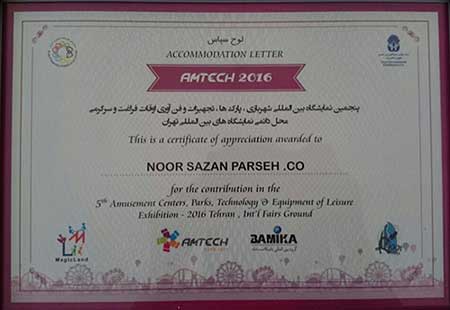 لوح سپاس
ACCOMMODATION LETTER
AMTECH 2016
پنجمین نمایشگاه بین المللی شهربازی ، پارک ها ، تجهیزات و فن آوری اوقات فراغت و سرگرمی
محل دائمی نمایشگاه های بین المللی تهران
This is a certificate of appreciation awarded to
NOOR SAZAN PARSEH .CO
for the contribution in the
5th Amusement Centers, Parks, Technology & Equipment of Leisure
Exhibition - 2016 Tehran , Int'l Fairs Ground
MagicLand
AMTECH
BAMIKA